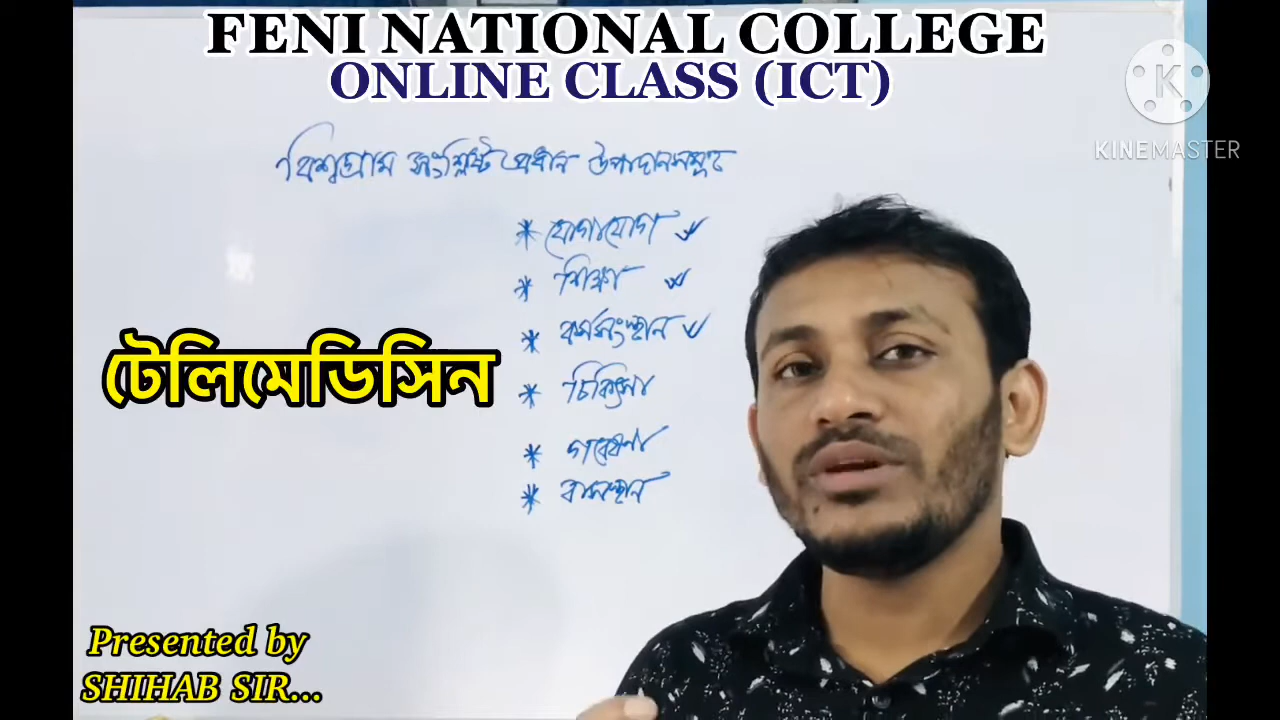 FENI NATIONAL COLLEGE
ONLINE CLASS (ICT)
K
KINEMASTER
বিশ্বগ্রাম সংশ্লিষ্ট প্রধান উপাদানসমূহ
* যোগাযোগ
* শিক্ষা
* কর্মসংস্থান
* চিকিৎসা
* গবেষণা
* বাসস্থান
টেলিমেডিসিন
Presented by
SHIHAB SIR...